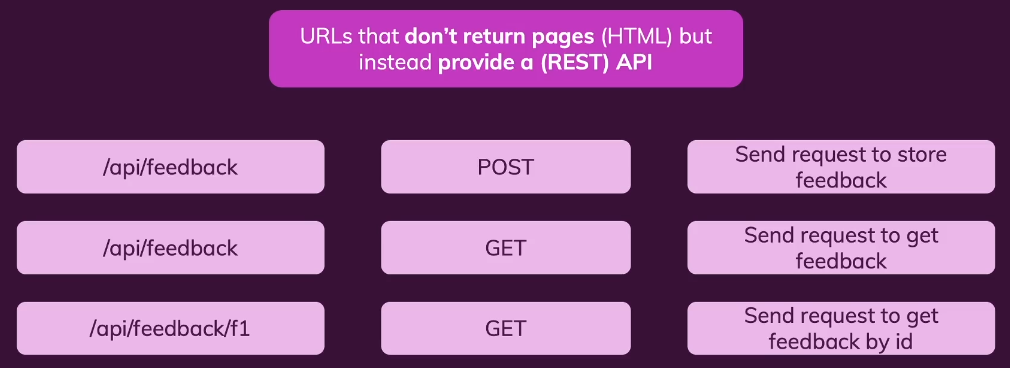 URLs that don't return pages (HTML) but
instead provide a (REST) API
/api/feedback
POST
Send request to store
feedback
/api/feedback
GET
Send request to get
feedback
/api/feedback/f1
GET
Send request to get
feedback by id